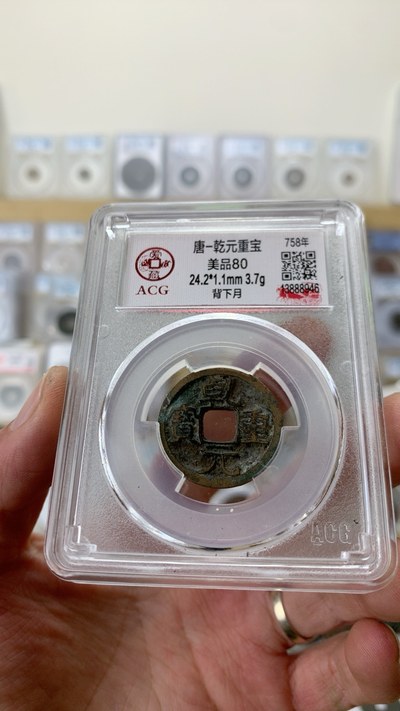 唐-乾元重宝
758年
美品80
24.2*1.1mm 3.7g
背下月
ACG
乾元重寶
ACG